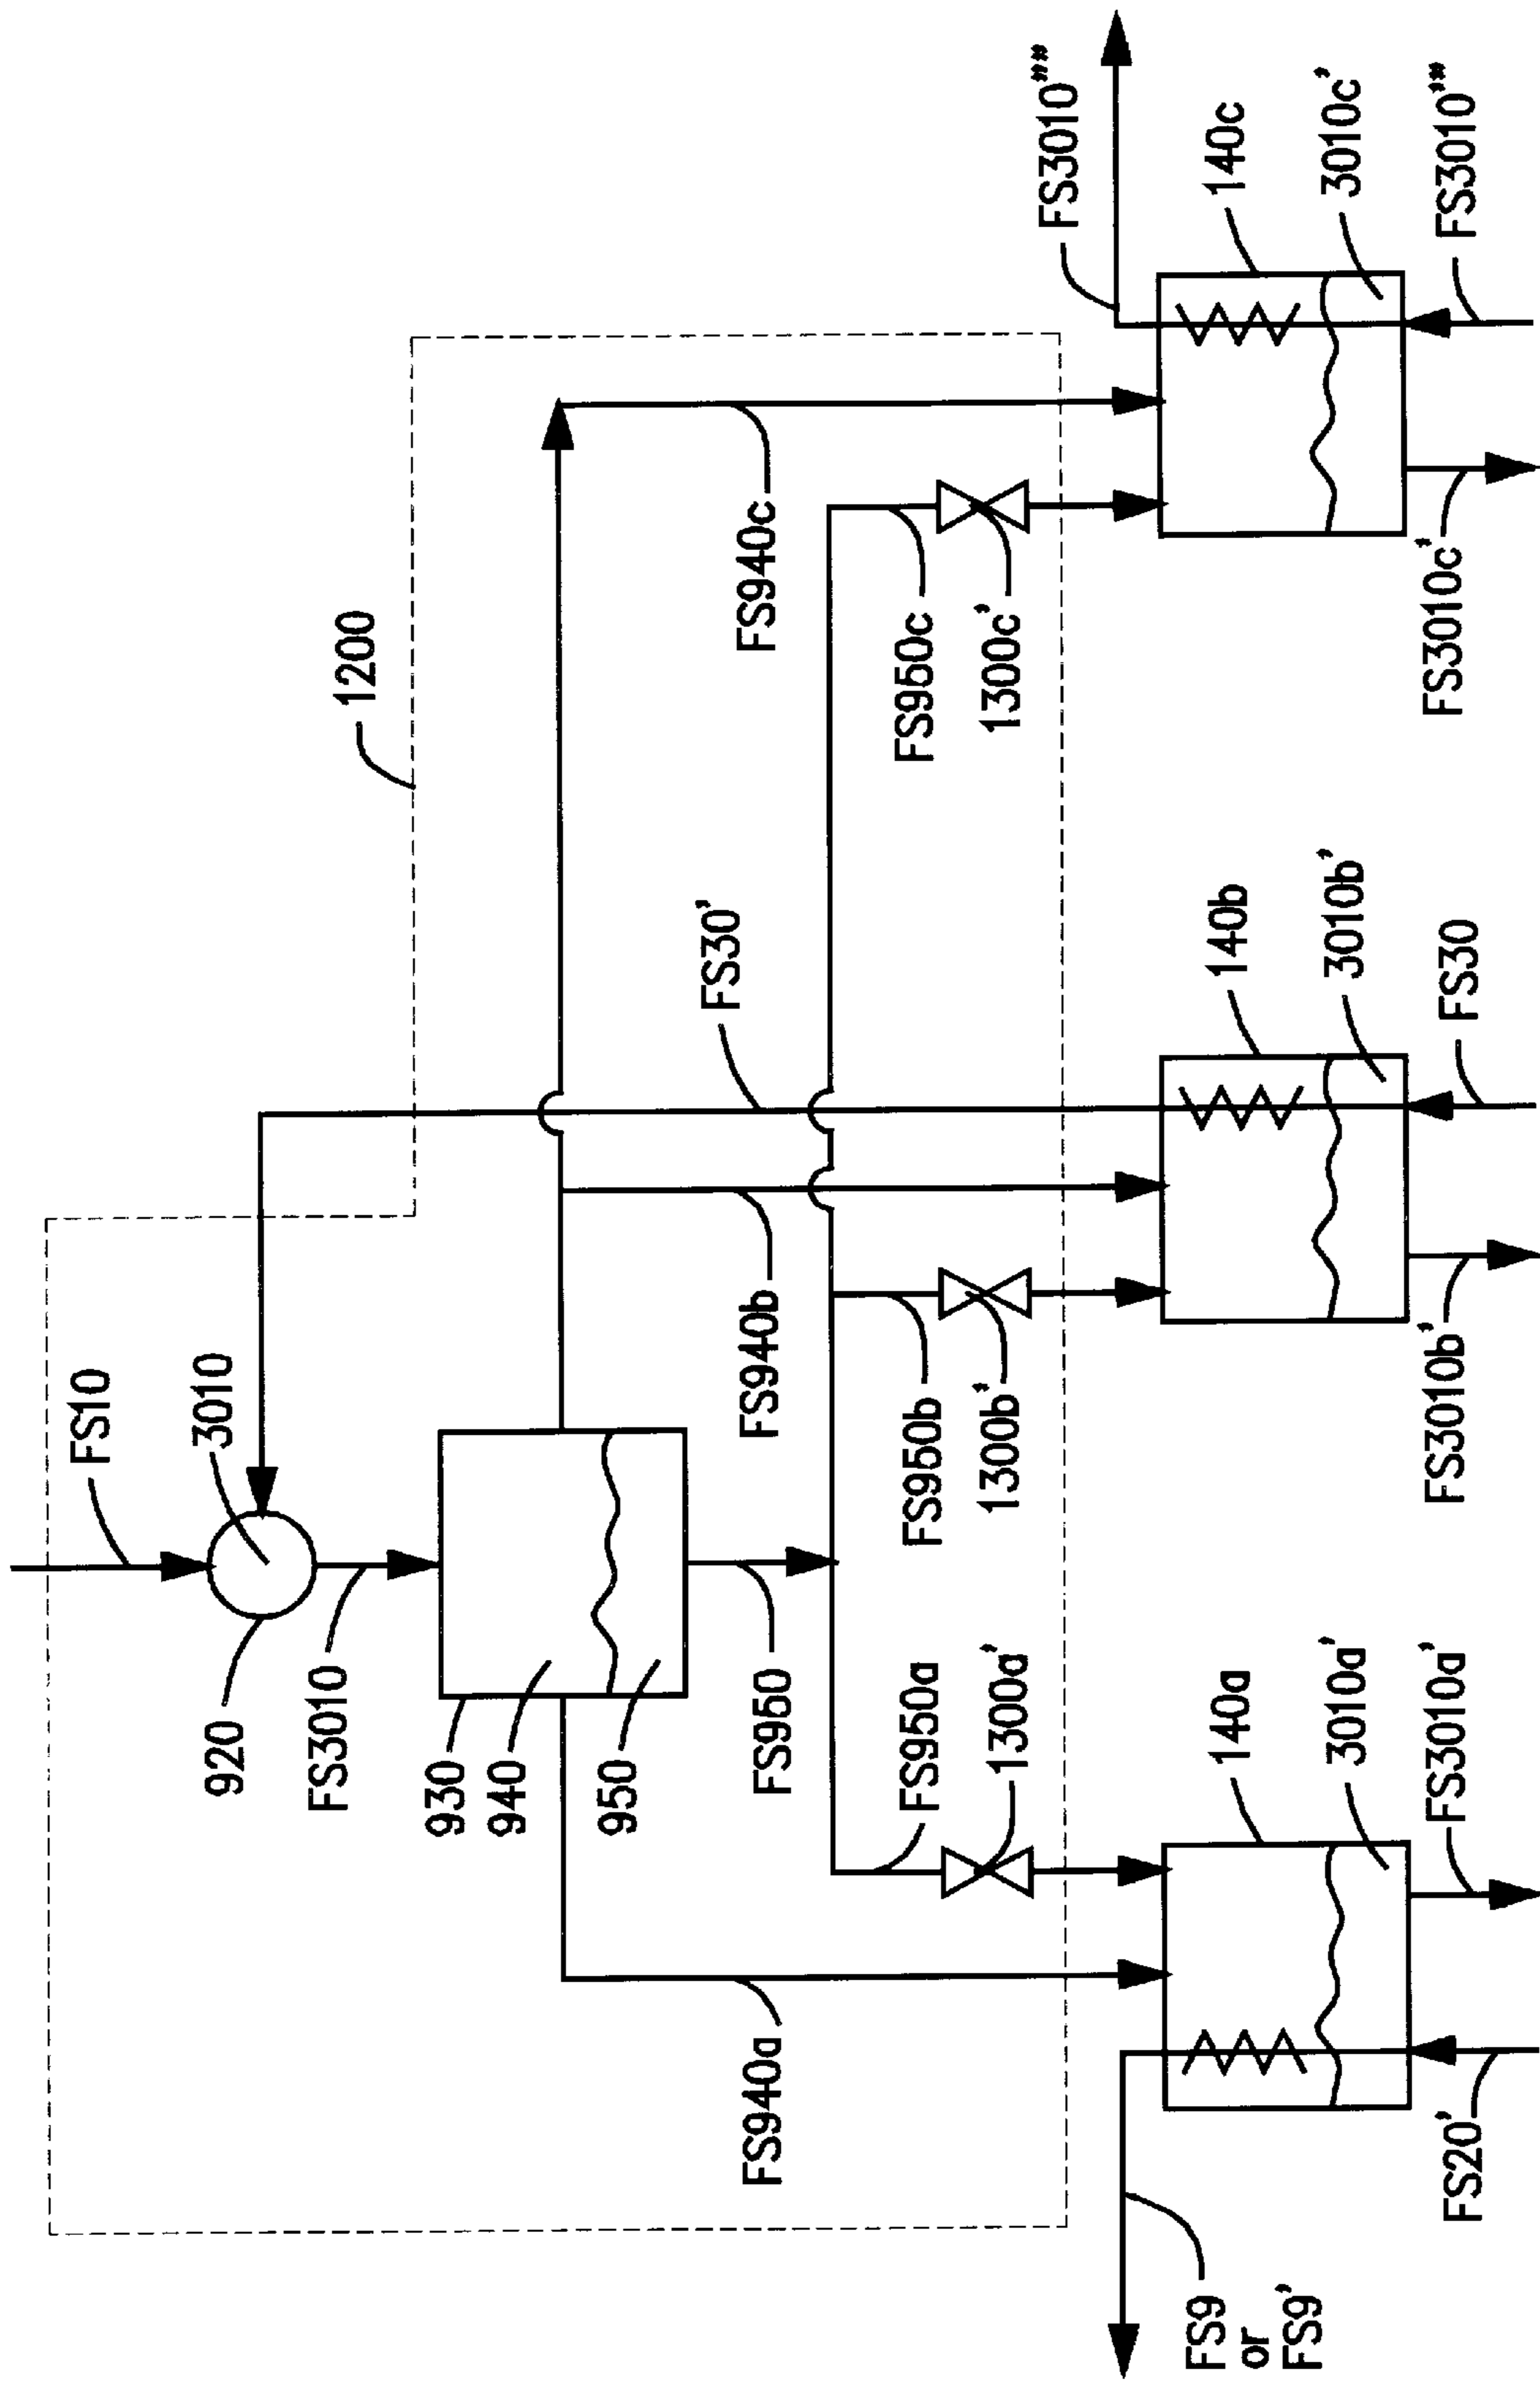 FS10
920
3010
FS3010
1200
930
940
950
FS30'
FS940a
FS950
FS940b
FS940c
FS950a
FS950b
FS950c
1300a'
1300b'
1300c'
FS3010""
FS9
or
FS9'
140a
140b
140c
3010a'
3010b'
3010c'
FS20'
FS3010a'
FS3010b'
FS30
FS3010c'
FS3010"'